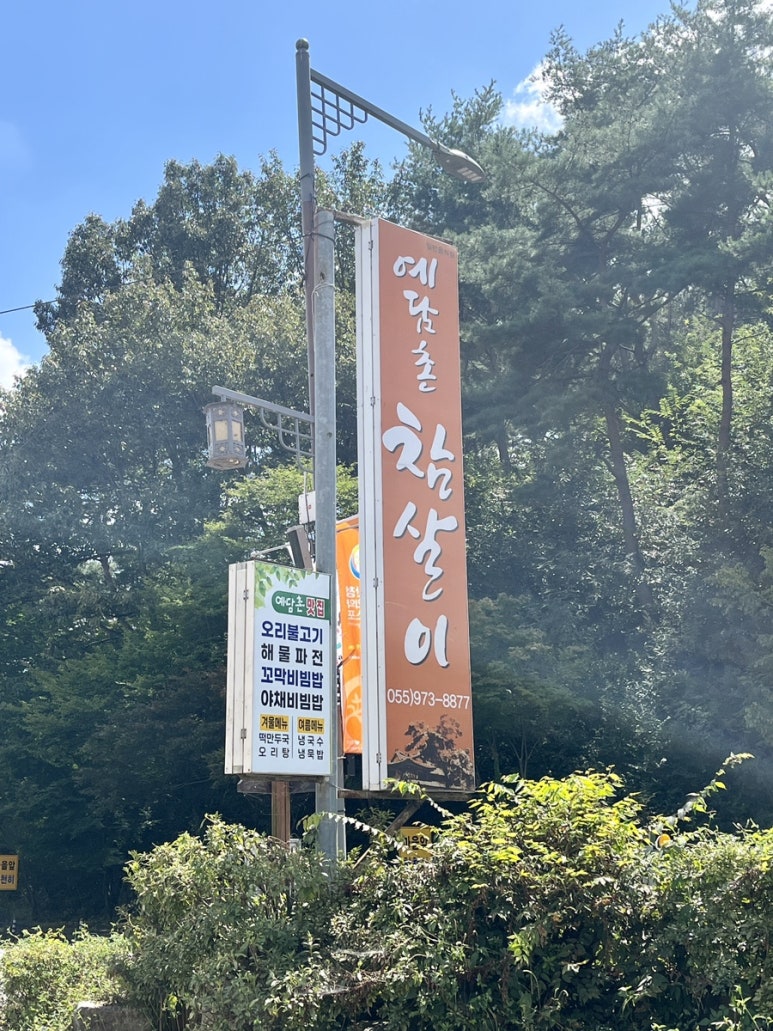 예담촌 참살이
055)973-8877
예담촌 맛집
오리불고기
해물파전
꼬막비빔밥
야채비빔밥
겨울메뉴 여름메뉴
떡만두국 냉국수
오리탕 냉묵밥